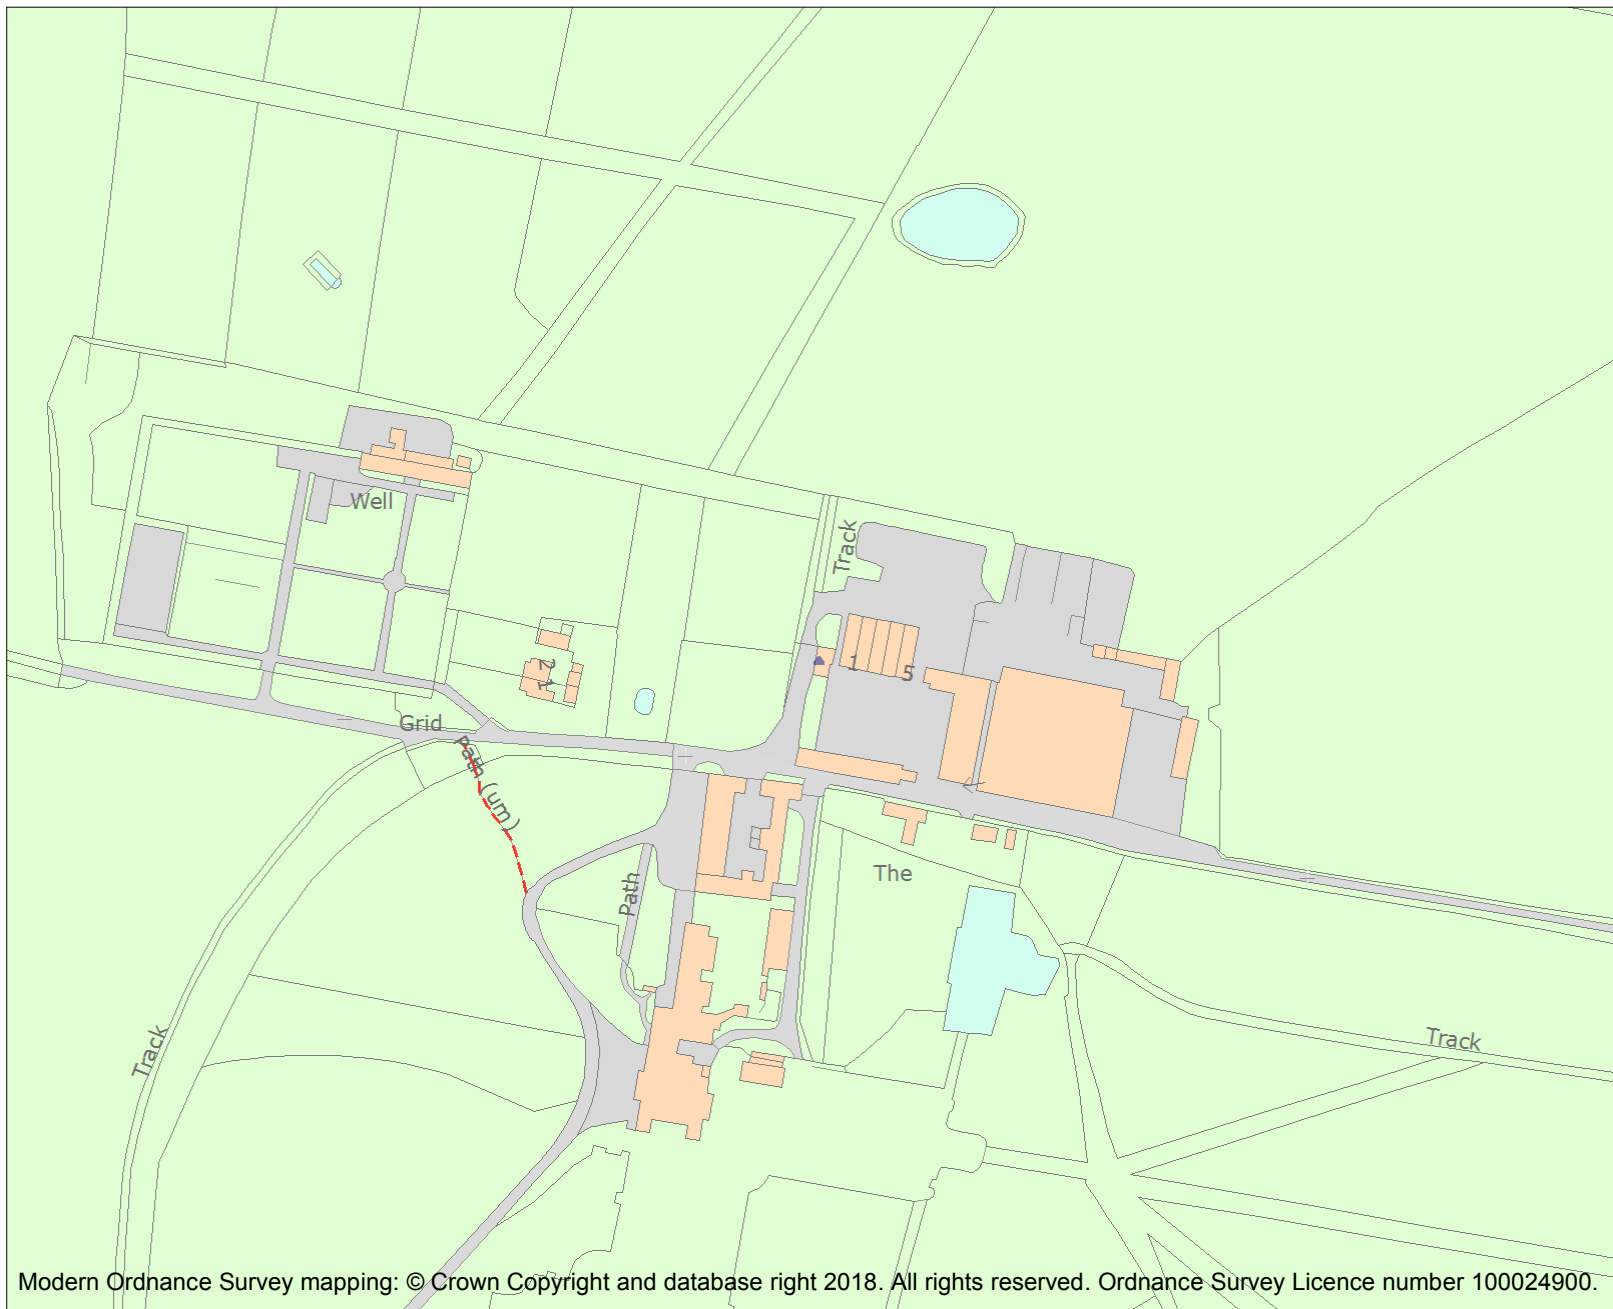 Well
Track
1
5
2
1
Grid
Path (um)
The
Path
Track
Track
Modern Ordnance Survey mapping: © Crown Copyright and database right 2018. All rights reserved. Ordnance Survey Licence number 100024900.